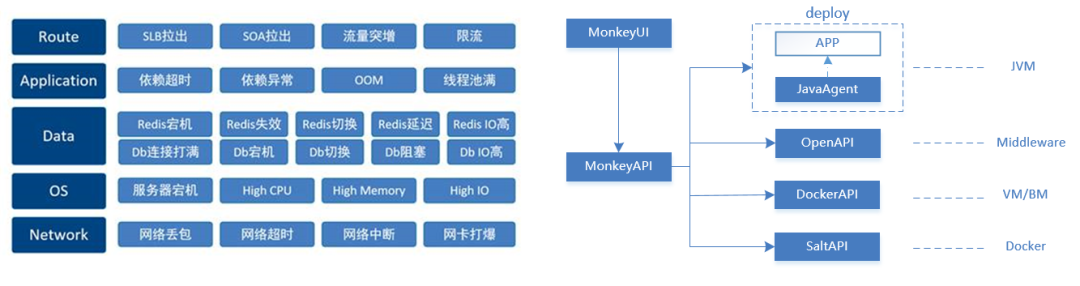 Route
SLB拉出
SOA拉出
流量突增
限流
Application
依赖超时
依赖异常
OOM
线程池满
Data
Redis宕机
Redis失效
Redis切换
Redis延迟
Redis IO高
Db连接打满
Db宕机
Db切换
Db阻塞
Db IO高
OS
服务器宕机
High CPU
High Memory
High IO
Network
网络丢包
网络超时
网络中断
网卡打爆
MonkeyUI
MonkeyAPI
deploy
APP
JavaAgent
JVM
OpenAPI
Middleware
DockerAPI
VM/BM
SaltAPI
Docker